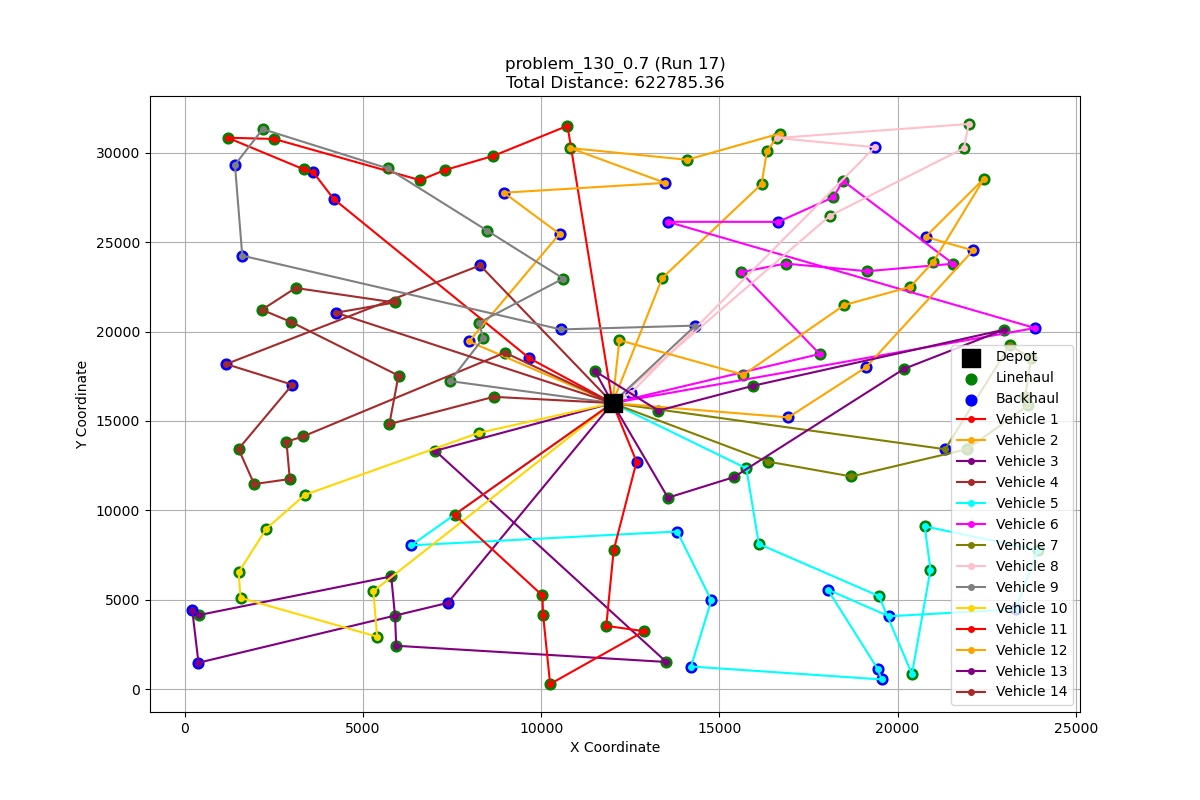 problem_130_0.7 (Run 17)
Total Distance: 622785.36
Y Coordinate
30000
25000
20000
15000
10000
5000
0
0
5000
10000
15000
20000
25000
X Coordinate
Depot
Linehaul
Backhaul
Vehicle 1
Vehicle 2
Vehicle 3
Vehicle 4
Vehicle 5
Vehicle 6
Vehicle 7
Vehicle 8
Vehicle 9
Vehicle 10
Vehicle 11
Vehicle 12
Vehicle 13
Vehicle 14